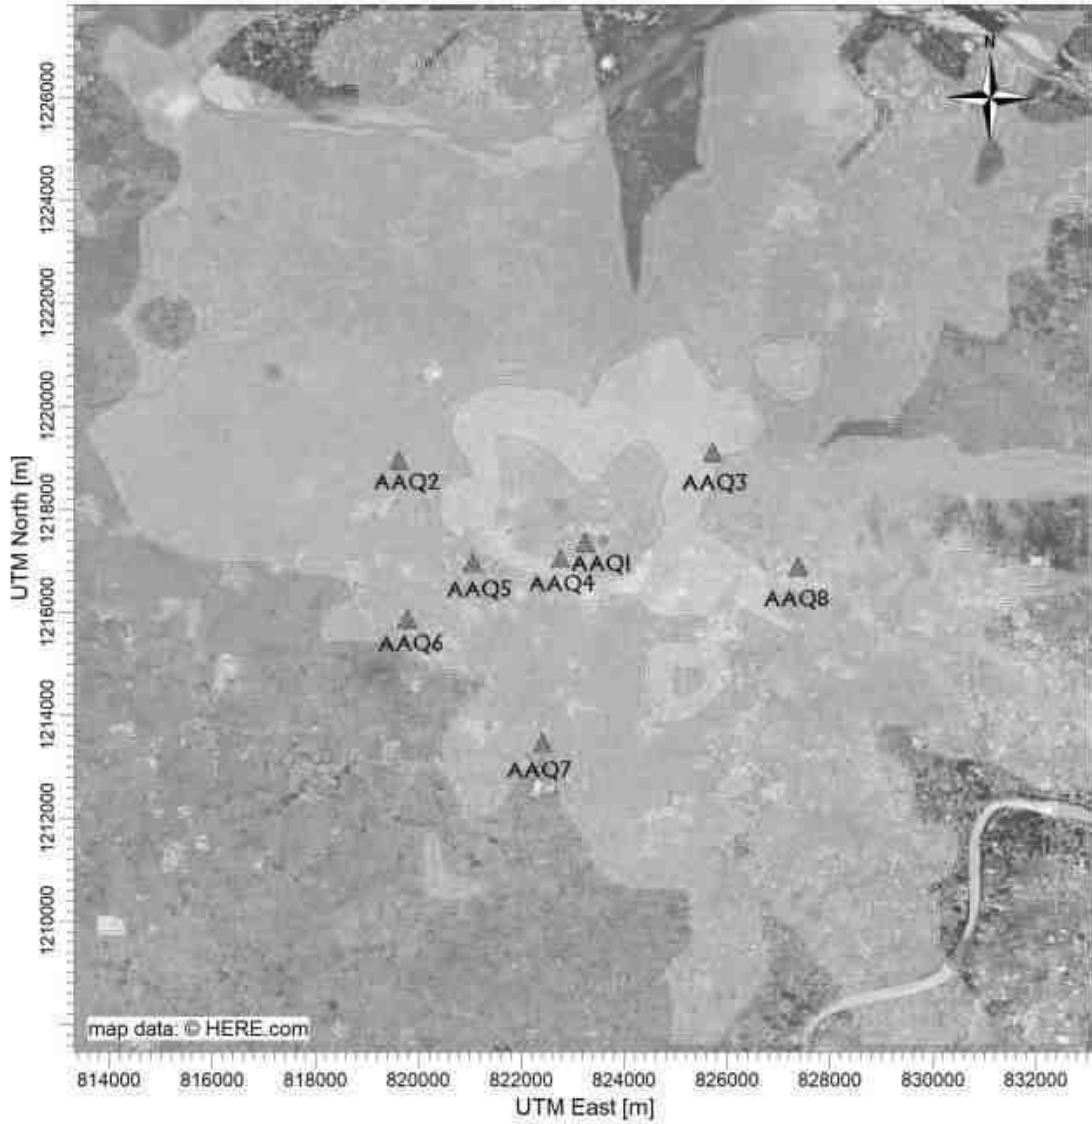 N
1226000
1224000
1222000
1220000
1218000
1216000
1214000
1212000
1210000
UTM North [m]
AAQ2
AAQ3
AAQ1
AAQ5
AAQ4
AAQ8
AAQ6
AAQ7
map data: © HERE.com
814000 816000 818000 820000 822000 824000 826000 828000 830000 832000
UTM East [m]